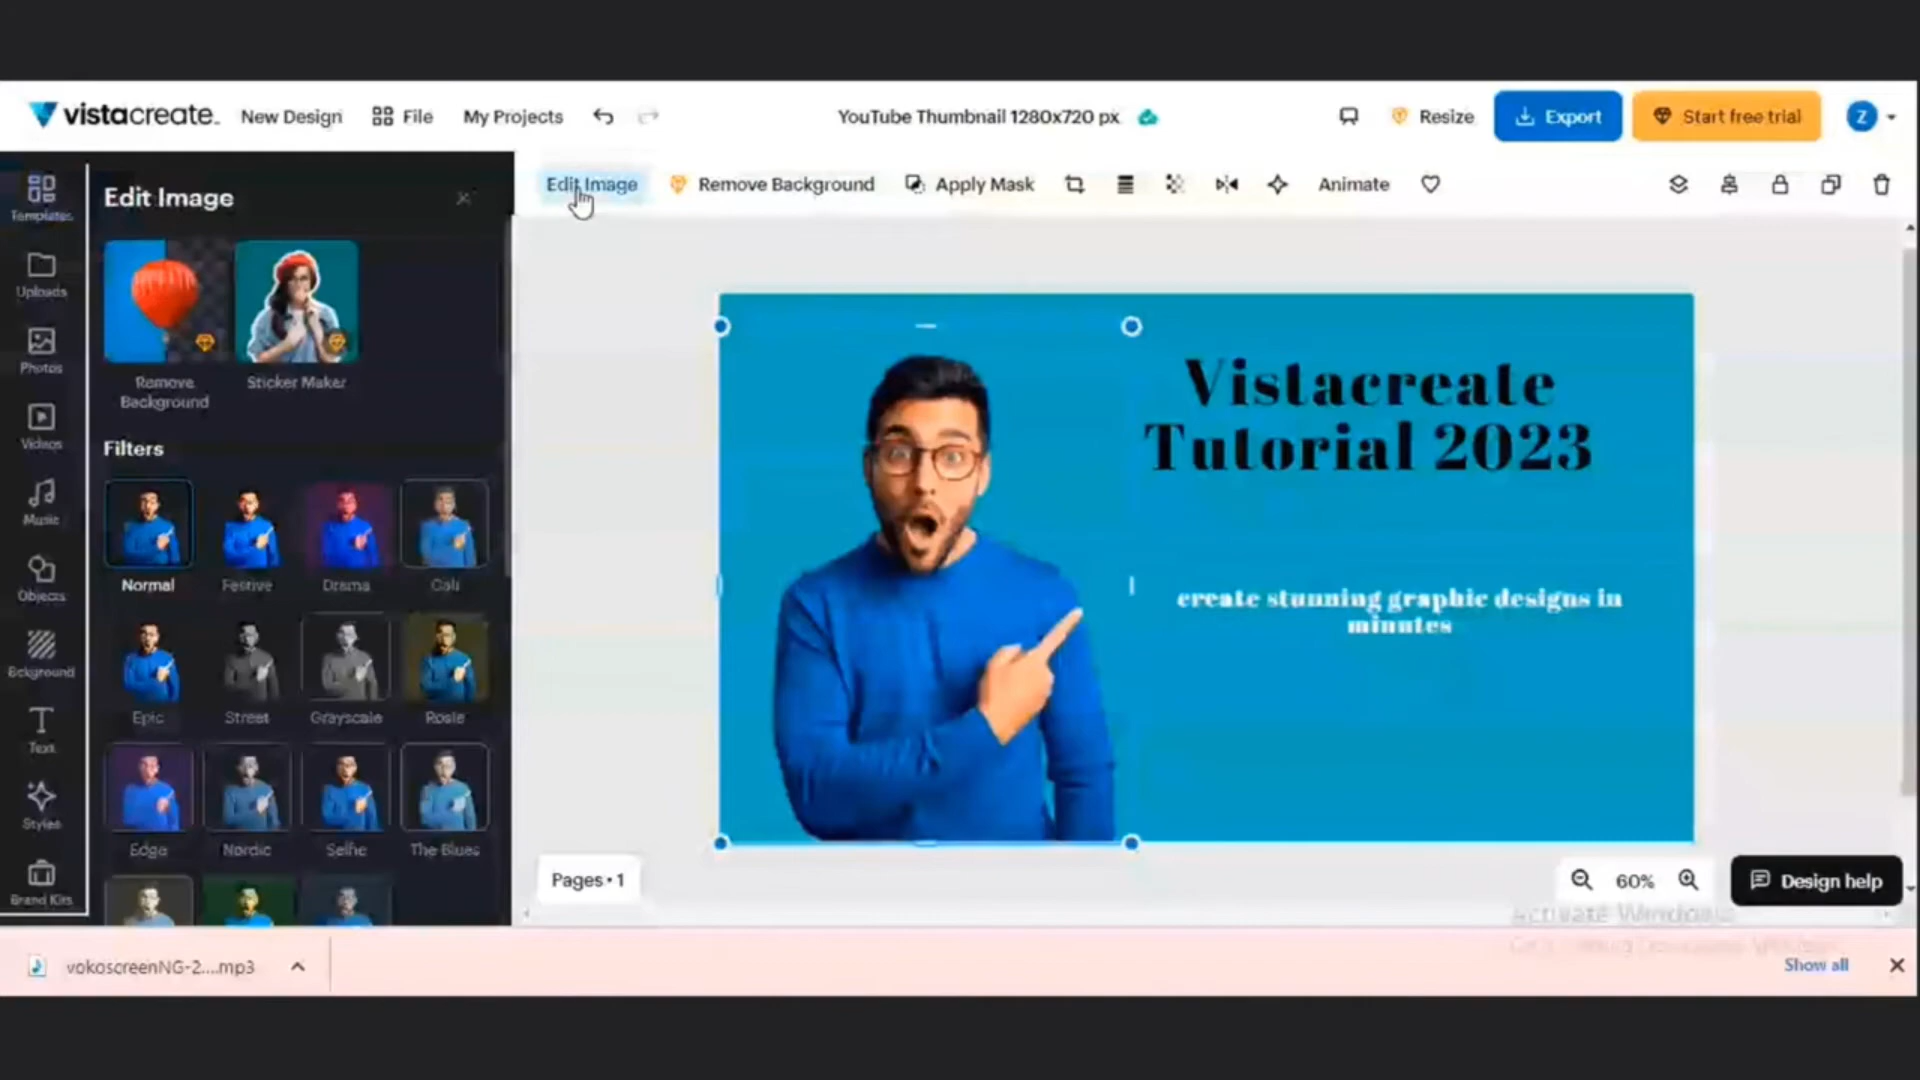 vistacreate
New Design
File
My Projects
YouTube Thumbnail 1280x720 px
Resize
Export
Start free trial
Z
Templates
Edit Image
Edit Image
Remove Background
Apply Mask
Animate
Uploads
Photos
Videos
Music
Objects
Background
Text
Styles
Brand Kits
Remove
Background
Sticker Maker
Filters
Normal
Festive
Drama
Cali
Epic
Street
Grayscale
Rosie
Edge
Nordic
Selfie
The Blues
Vistacreate
Tutorial 2023
create stunning graphic designs in
minutes
Pages • 1
60%
Design help
Activate Windows
vokoscreenNG-2....mp3
Show all